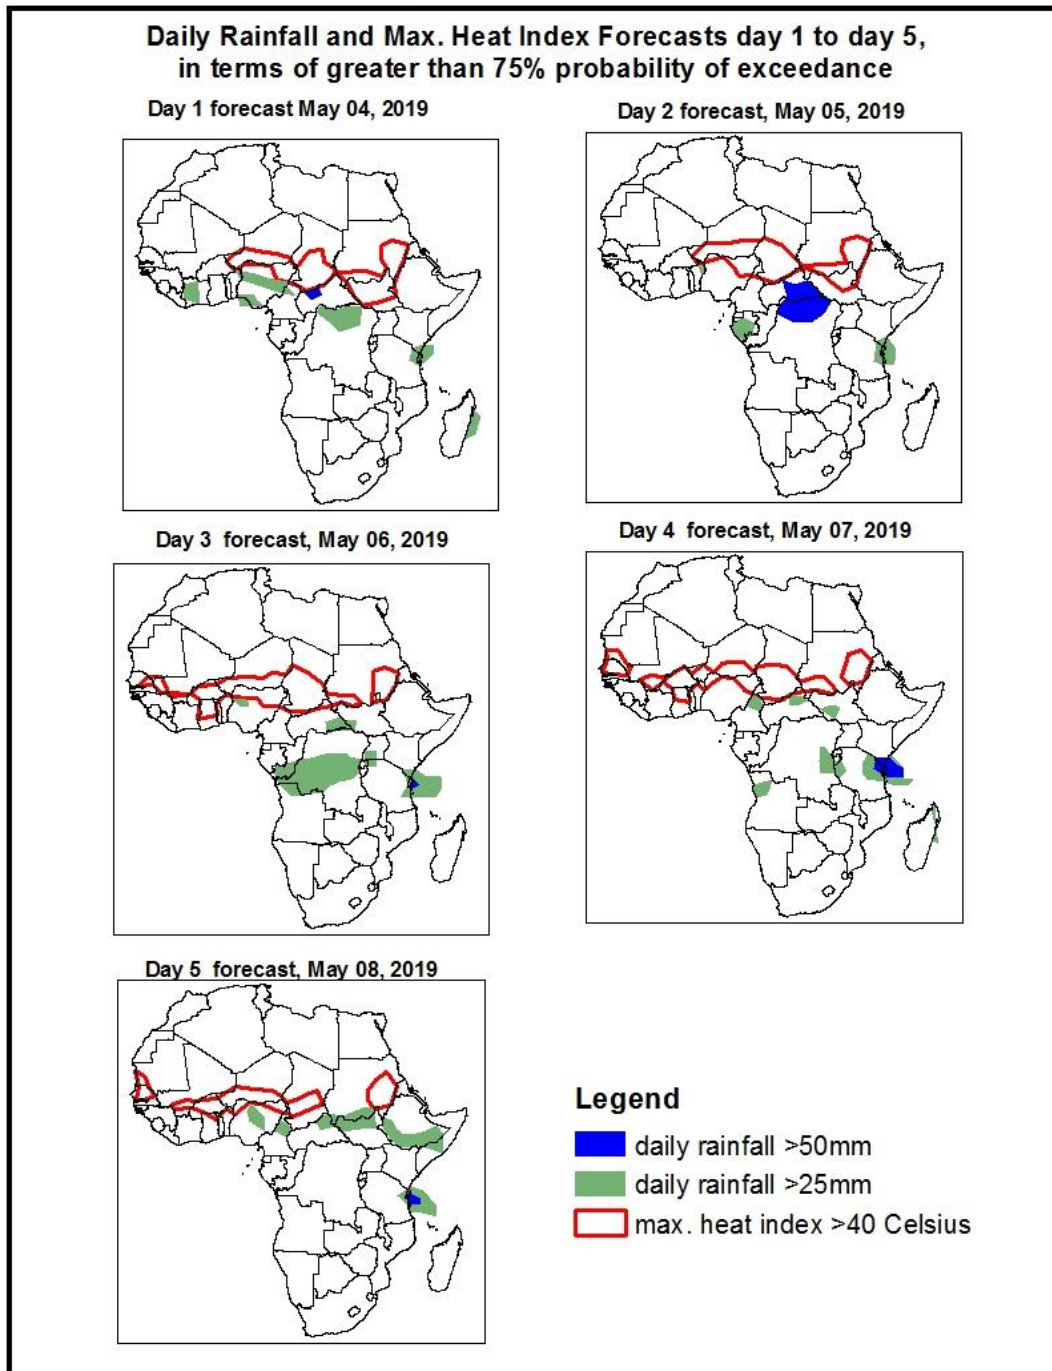 Daily Rainfall and Max. Heat Index Forecasts day 1 to day 5,
in terms of greater than 75% probability of exceedance
Day 1 forecast May 04, 2019
Day 2 forecast, May 05, 2019
Day 3 forecast, May 06, 2019
Day 4 forecast, May 07, 2019
Day 5 forecast, May 08, 2019
Legend
daily rainfall >50mm
daily rainfall >25mm
max. heat index >40 Celsius